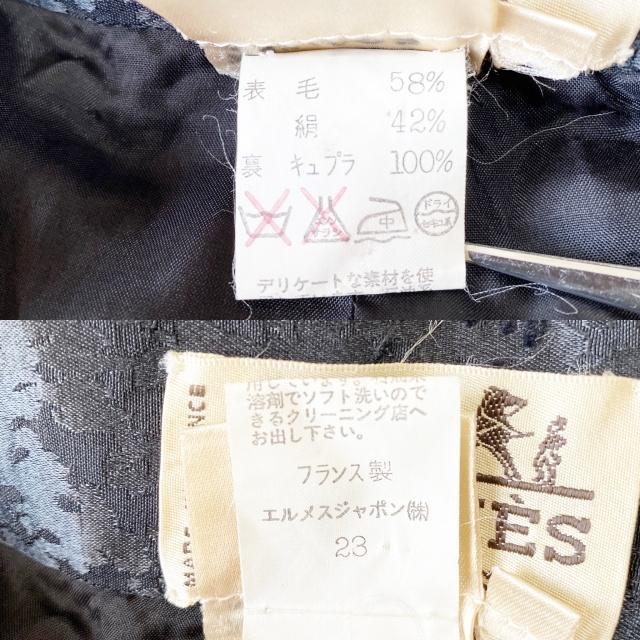 表 毛 58%
絹 42%
裏 キュプラ 100%
中
ドライ
デリケートな素材を使
用しています。
溶剤でソフト洗いので
きるクリーニング店へ
お出し下さい。
フランス製
エルメスジャポン㈱
23
MADE
NCE
ÈS